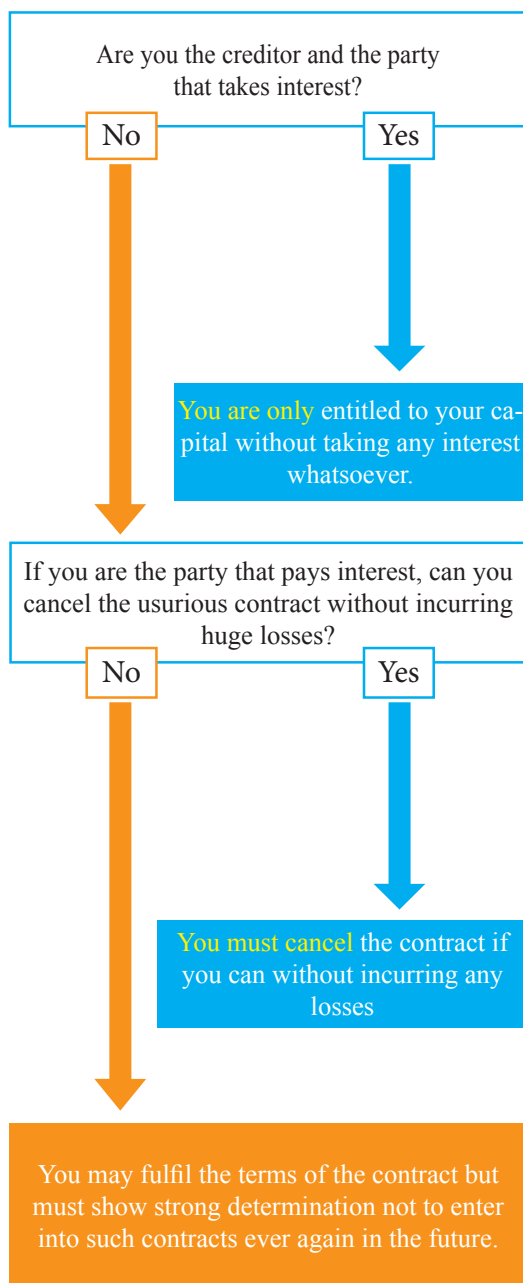 Are you the creditor and the party
that takes interest?
No
Yes
You are only entitled to your ca-
pital without taking any interest
whatsoever.
If you are the party that pays interest, can you
cancel the usurious contract without incurring
huge losses?
No
Yes
You must cancel the contract if
you can without incurring any
losses
You may fulfil the terms of the contract but
must show strong determination not to enter
into such contracts ever again in the future.